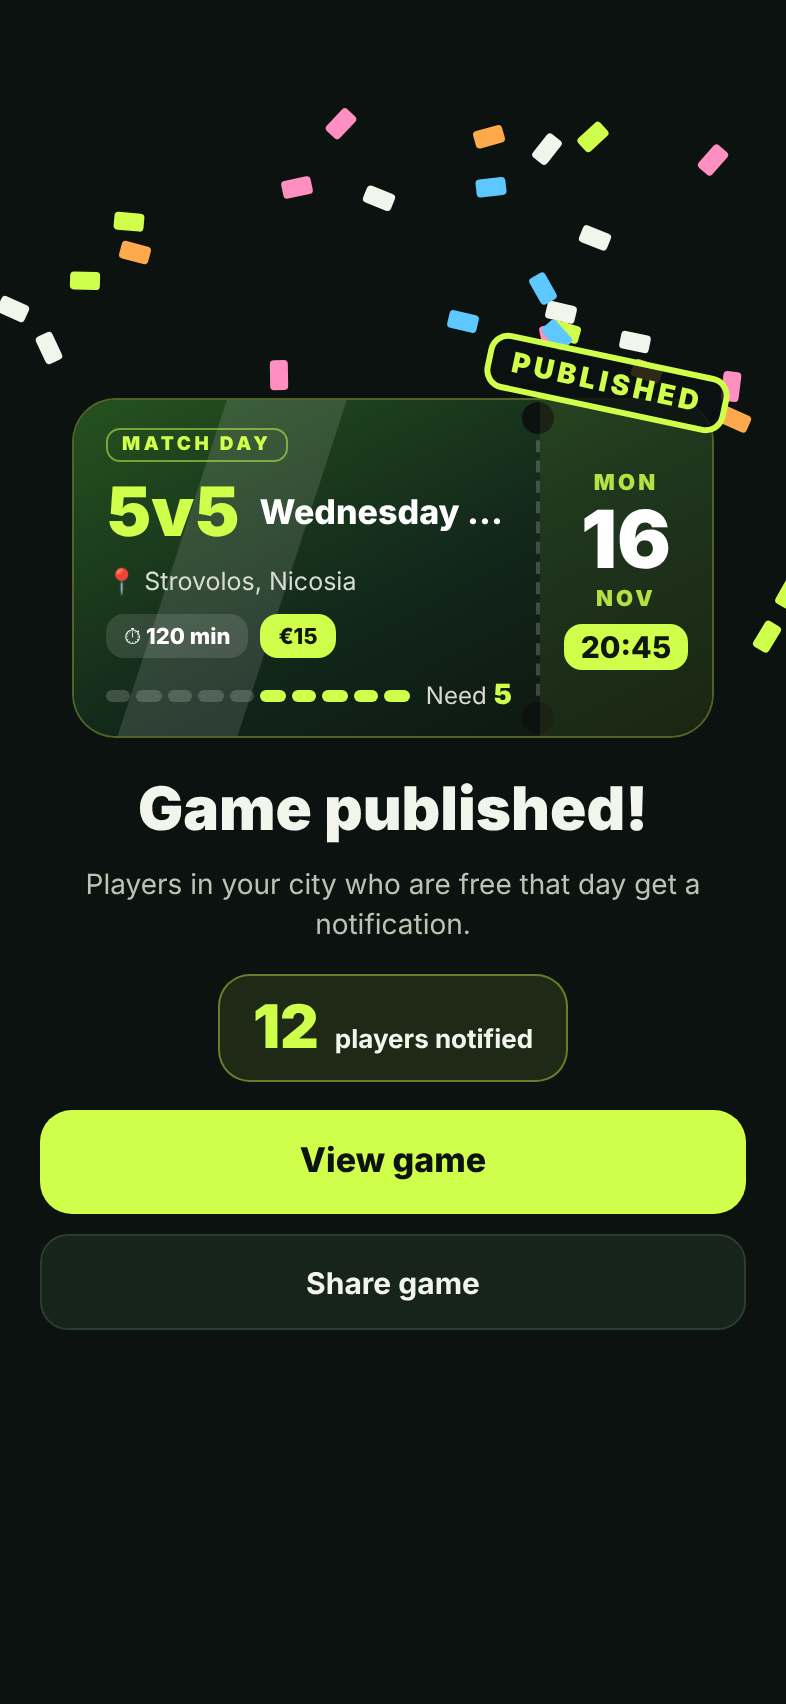 PUBLISHED
MATCH DAY
5v5 Wednesday ...
📍 Strovolos, Nicosia
⏱ 120 min €15
Need 5
MON
16
NOV
20:45
Game published!
Players in your city who are free that day get a
notification.
12 players notified
View game
Share game